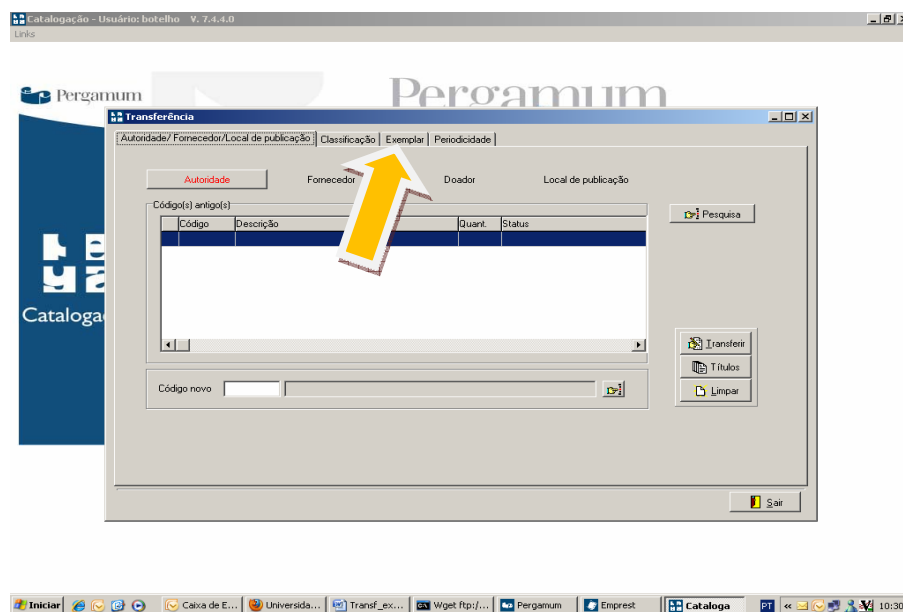 Catalogação - Usuário: botelho V. 7.4.4.0
Links
Pergamum
Pergamum
Transferência
Autoridade/ Fornecedor/Local de publicação Classificação Exemplar Periodicidade
Autoridade Fornecedor Doador Local de publicação
Código(s) antigo(s)
Pesquisa
Código Descrição Quant. Status
Cataloga
Transferir
Títulos
Limpar
Código novo
Sair
Iniciar Caixa de E... Universida... Transf_ex... Wget ftp:/... Pergamum Emprest Cataloga PT « 10:30